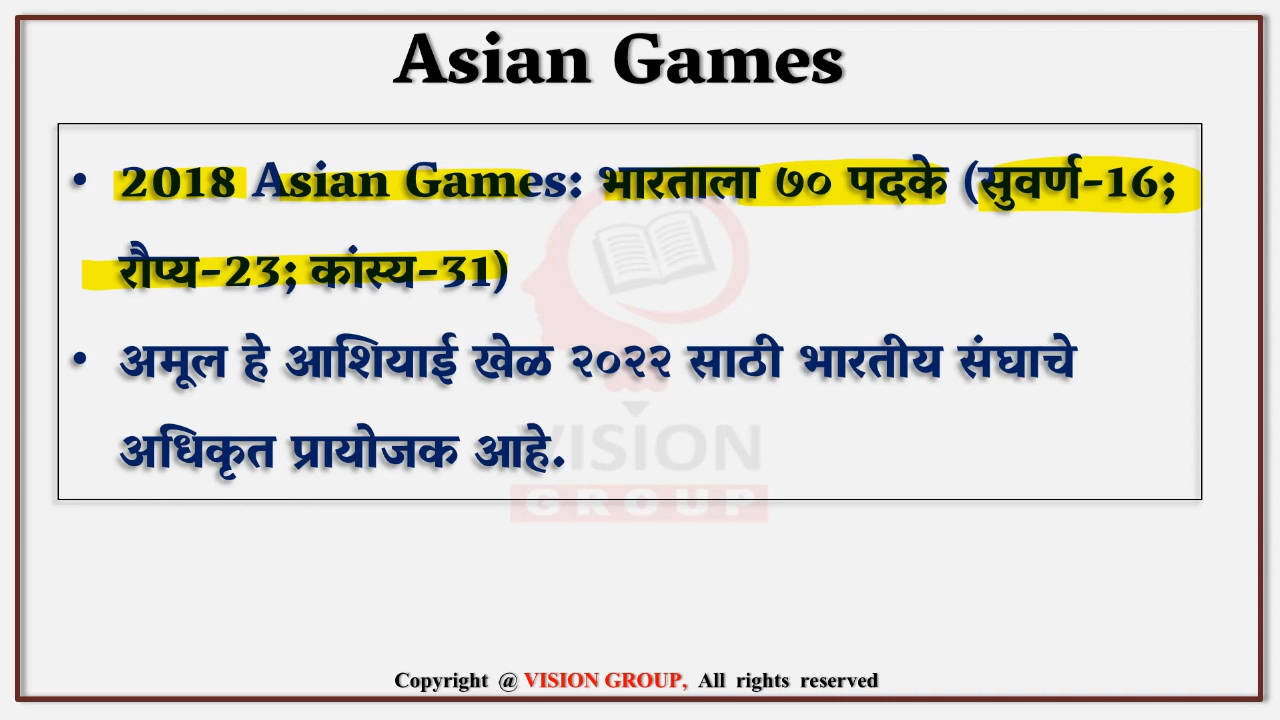 Asian Games
• 2018 Asian Games: भारताला ७० पदके (सुवर्ण-16;
रौप्य-23; कांस्य-31)
• अमूल हे आशियाई खेळ २०२२ साठी भारतीय संघाचे
अधिकृत प्रायोजक आहे.
VISION
GROUP
Copyright @ VISION GROUP, All rights reserved